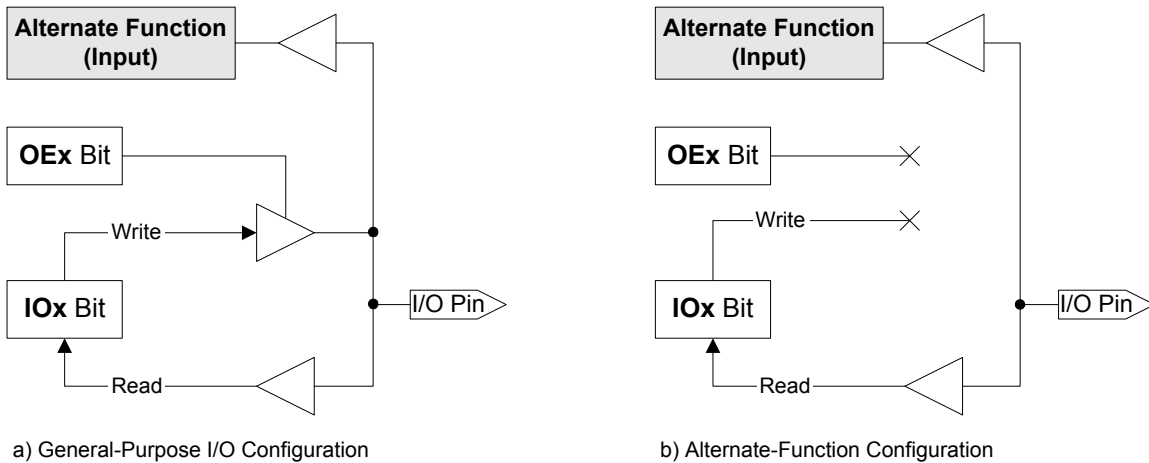 Alternate Function
(Input)
OEx Bit
Write
IOx Bit
I/O Pin
Read
a) General-Purpose I/O Configuration
Alternate Function
(Input)
OEx Bit
Write
IOx Bit
I/O Pin
Read
b) Alternate-Function Configuration